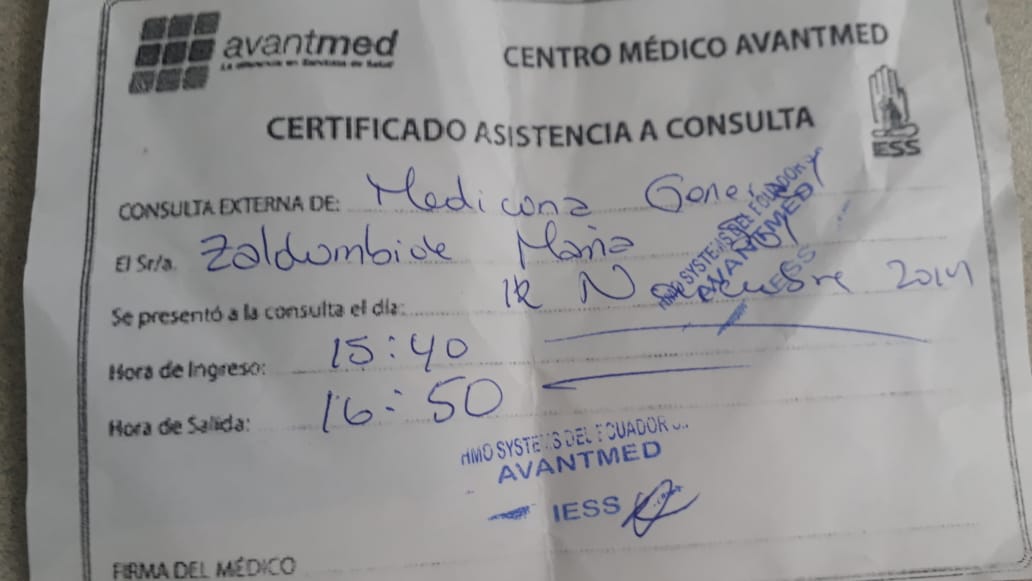 avantmed
La diferencia en Servicios de Salud
CENTRO MÉDICO AVANTMED
IESS
CERTIFICADO ASISTENCIA A CONSULTA
CONSULTA EXTERNA DE: Medicina General
El Sr/a. Zaldumbide Maria
HMO SYSTEMS DEL ECUADOR
AVANTMED
IESS
Se presentó a la consulta el día: 12 Noviembre 2014
Hora de Ingreso: 15:40
Hora de Salida: 16:50
HMO SYSTEMS DEL ECUADOR
AVANTMED
IESS
FIRMA DEL MÉDICO